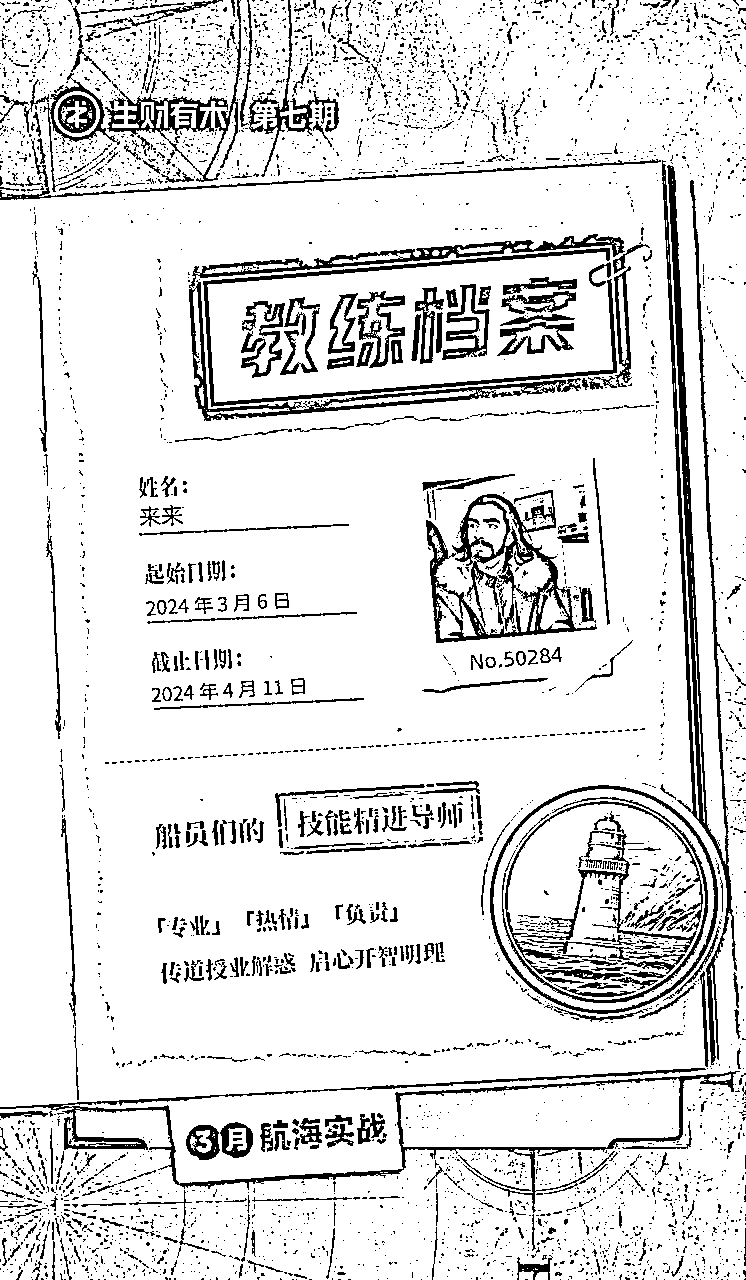 生财有术 第七期
教练档案
姓名：
来来
起始日期：
2024 年 3 月 6 日
截止日期：
2024 年 4 月 11 日
No.50284
船员们的 技能精进导师
「专业」「热情」「负责」
传道授业解惑 启心开智明理
3月 航海实战